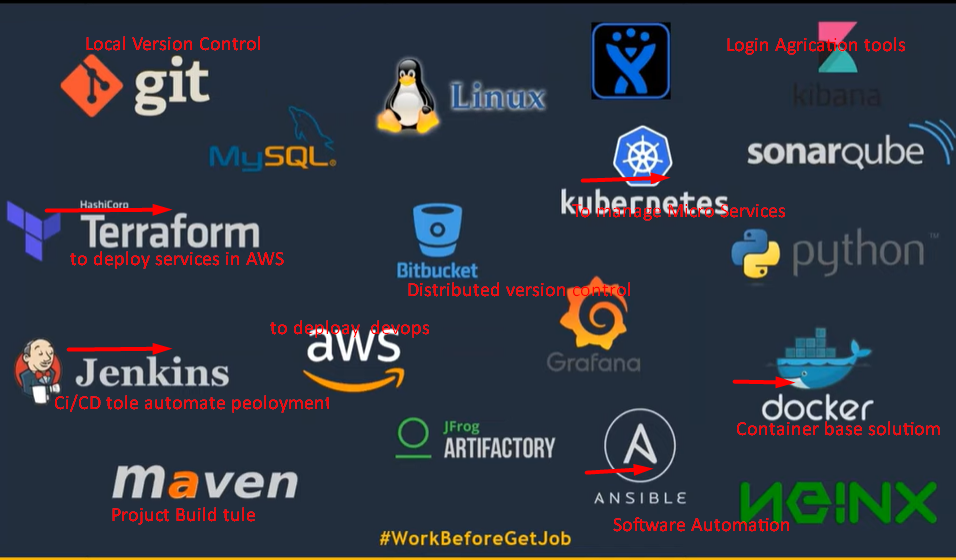 Local Version Control
git
Linux
Login Agrication tools
kibana
MySQL
kubernetes
To manage Micro Services
sonarqube
HashiCorp
Terraform
to deploy services in AWS
Bitbucket
Distributed version control
python™
to deploay devops
aws
Grafana
Jenkins
Ci/CD tole automate peoloyment
docker
Container base solutiom
JFrog
ARTIFACTORY
maven
Projuct Build tule
ANSIBLE
Software Automation
NGINX
#WorkBeforeGetJob